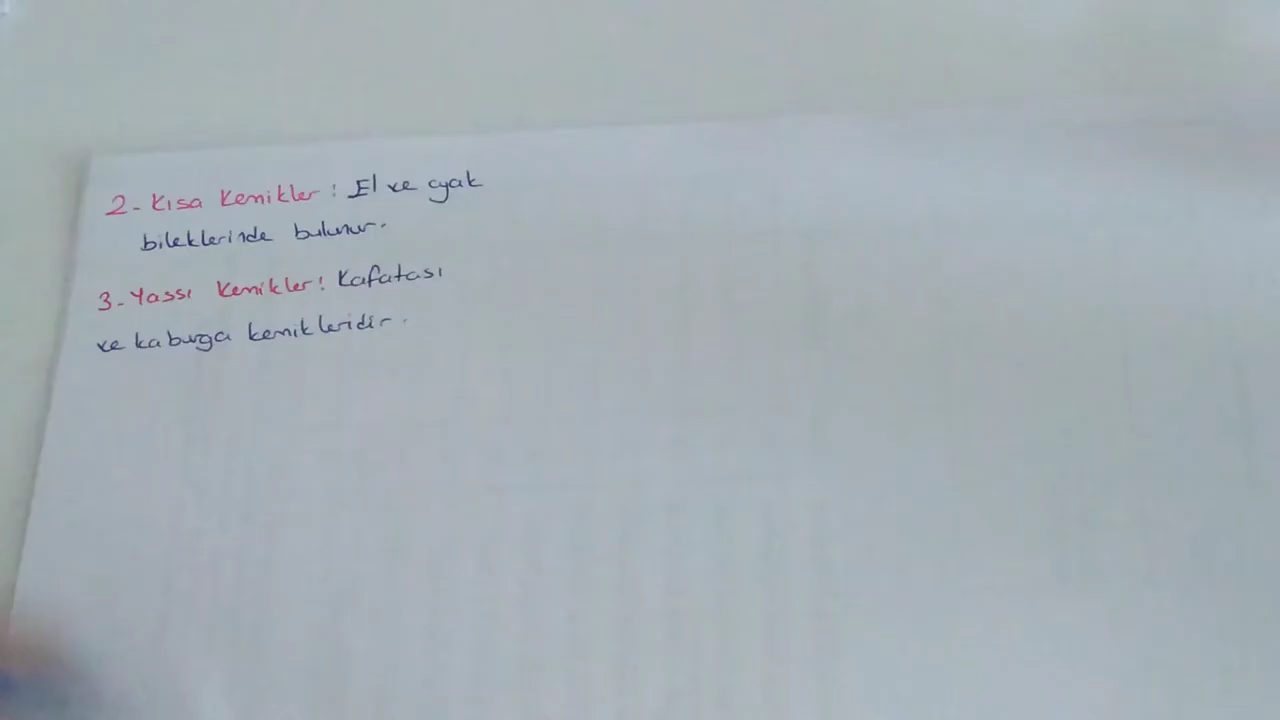 2- Kısa Kemikler: El ve ayak
bileklerinde bulunur.
3- Yassı Kemikler: Kafatası
ve kaburga kemikleridir.